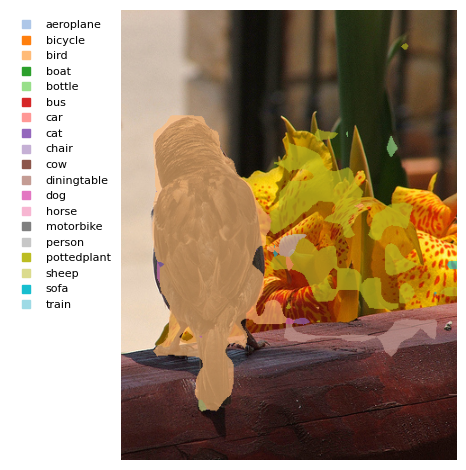 aeroplane
bicycle
bird
boat
bottle
bus
car
cat
chair
cow
diningtable
dog
horse
motorbike
person
pottedplant
sheep
sofa
train